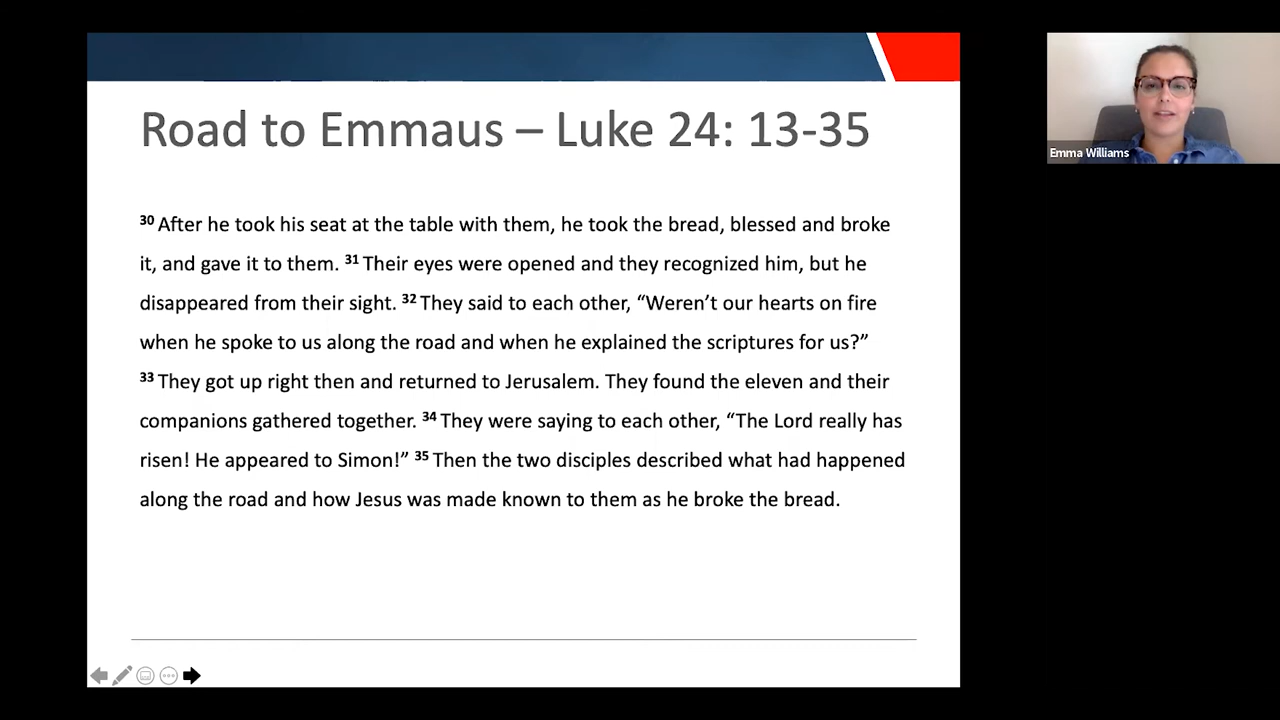 Road to Emmaus – Luke 24: 13-35
30 After he took his seat at the table with them, he took the bread, blessed and broke
it, and gave it to them. 31 Their eyes were opened and they recognized him, but he
disappeared from their sight. 32 They said to each other, “Weren’t our hearts on fire
when he spoke to us along the road and when he explained the scriptures for us?”
33 They got up right then and returned to Jerusalem. They found the eleven and their
companions gathered together. 34 They were saying to each other, “The Lord really has
risen! He appeared to Simon!” 35 Then the two disciples described what had happened
along the road and how Jesus was made known to them as he broke the bread.
Emma Williams